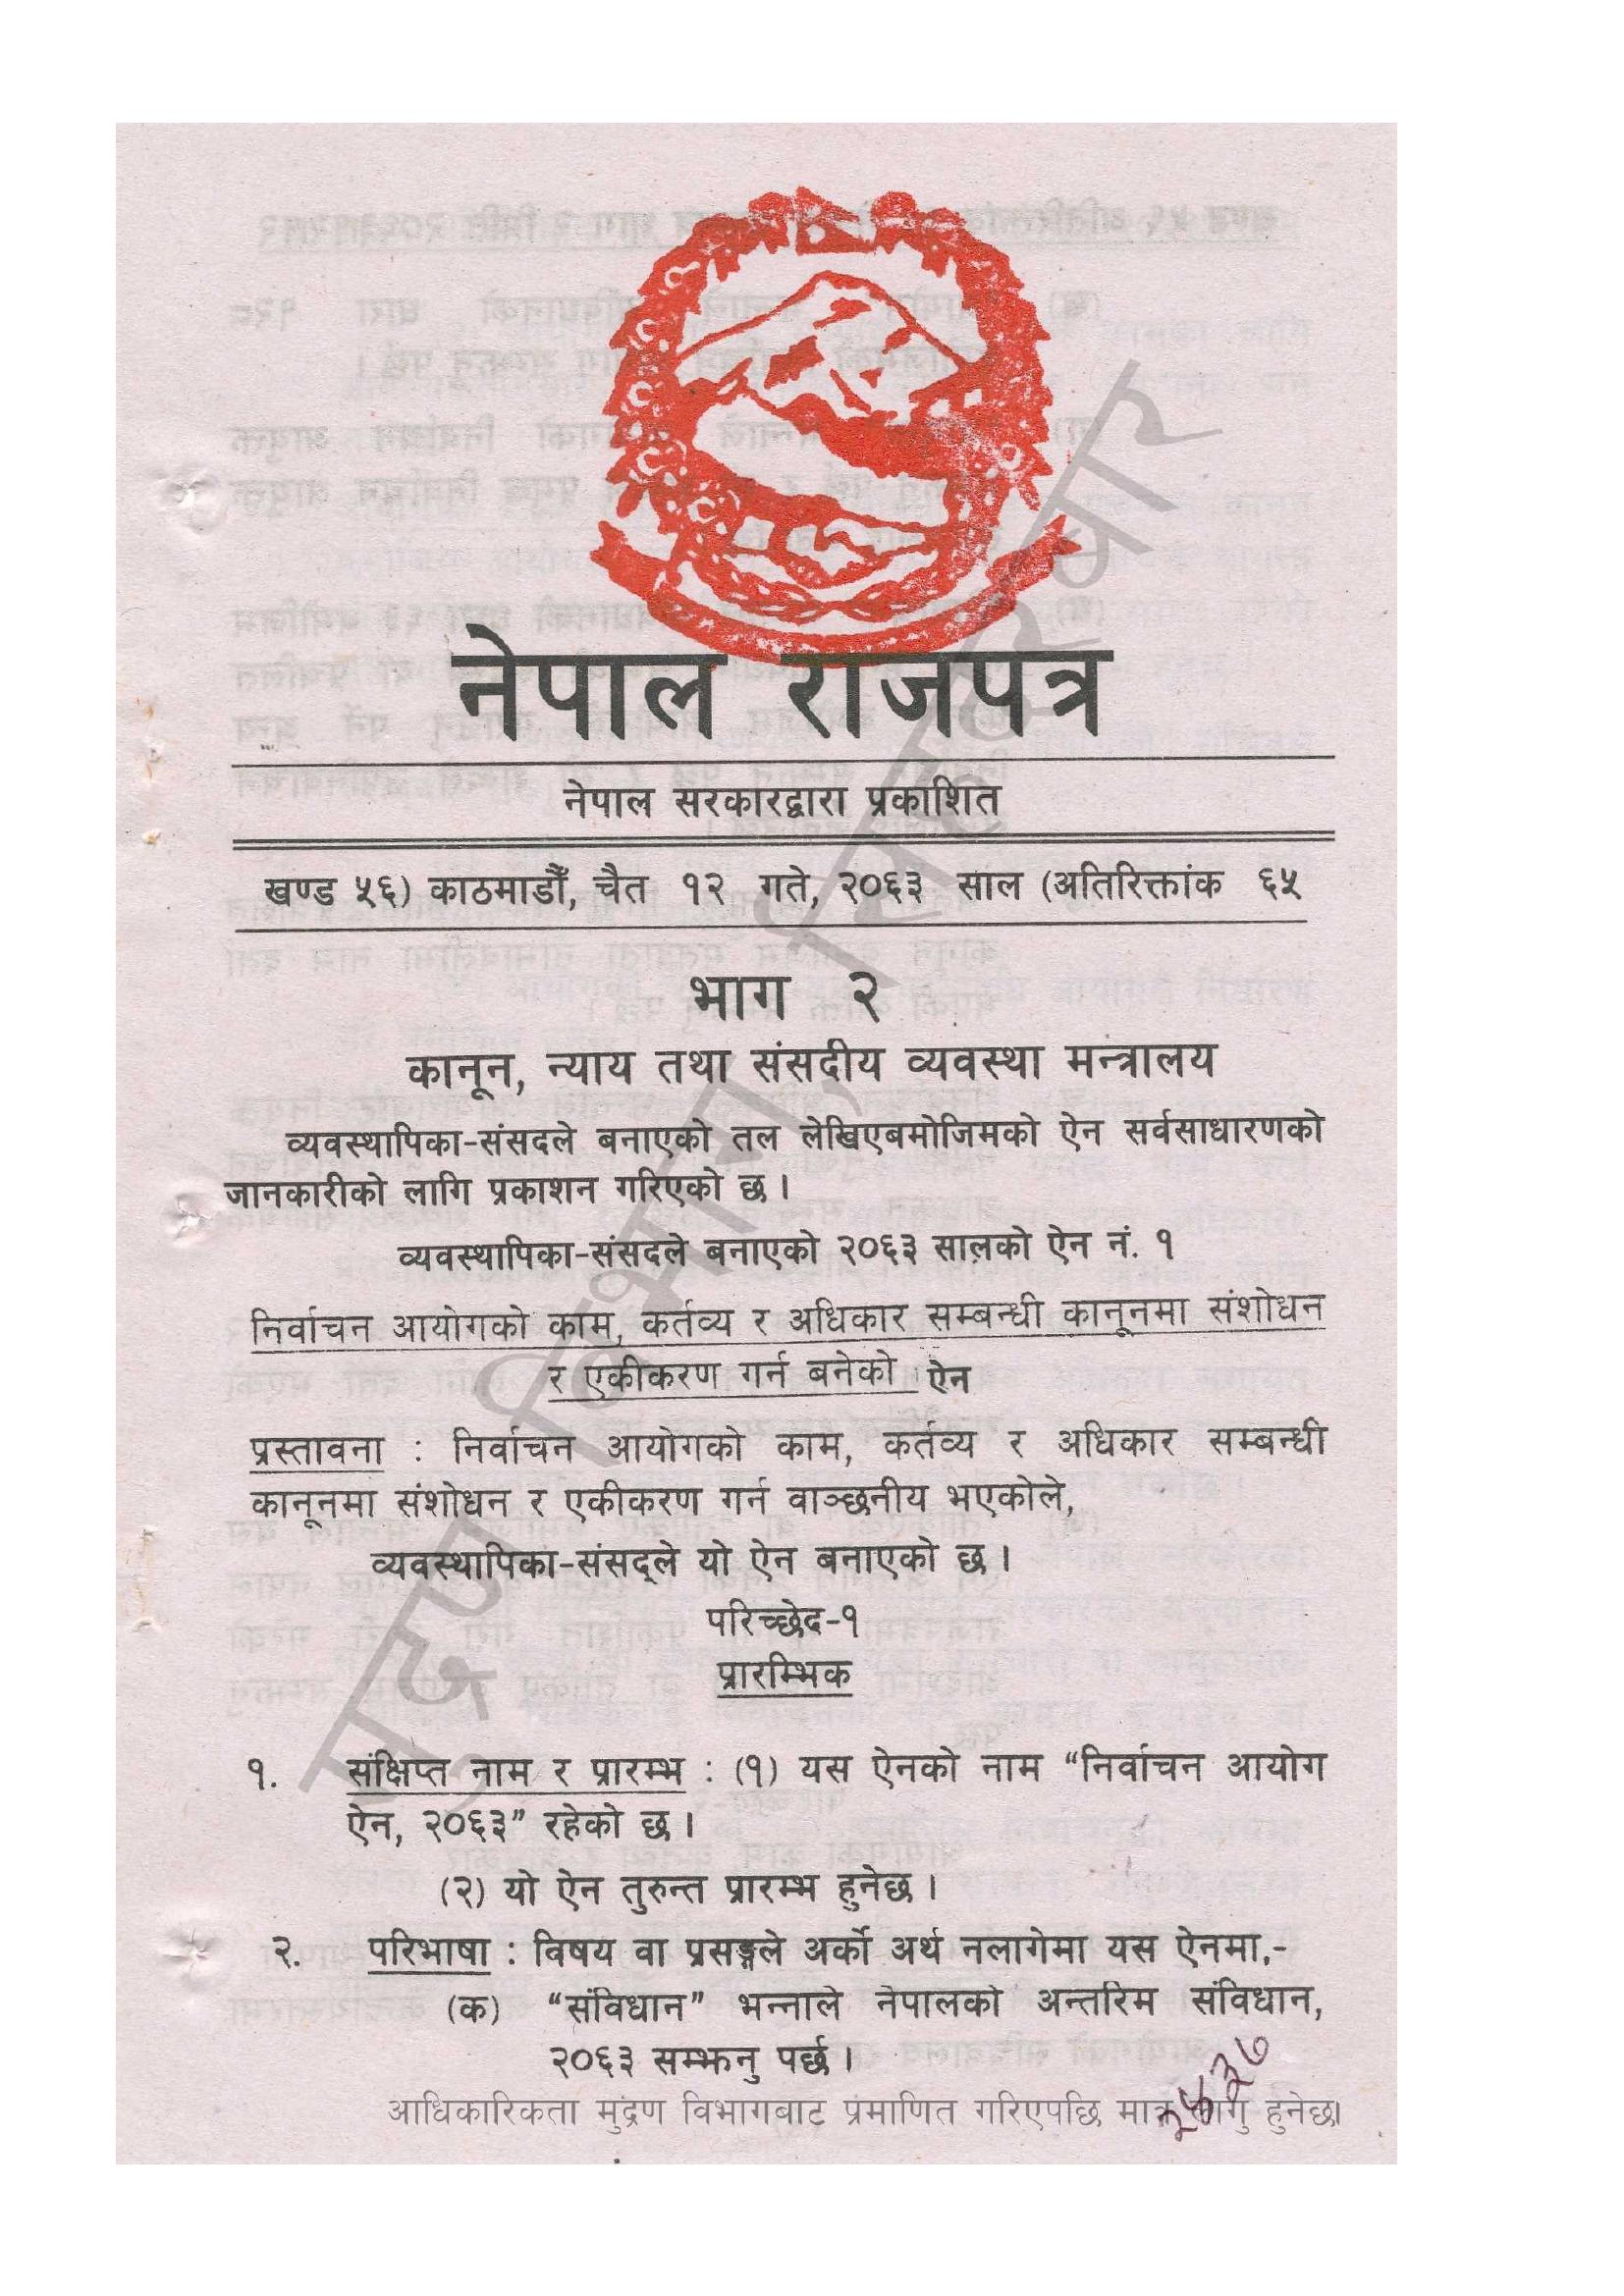 नेपाल राजपत्र
नेपाल सरकारद्वारा प्रकाशित
खण्ड ५६) काठमाडौँ, चैत १२ गते, २०६३ साल (अतिरिक्तांक ६५
भाग २
कानून, न्याय तथा संसदीय व्यवस्था मन्त्रालय
व्यवस्थापिका-संसदले बनाएको तल लेखिएबमोजिमको ऐन सर्वसाधारणको
जानकारीको लागि प्रकाशन गरिएको छ ।
व्यवस्थापिका-संसदले बनाएको २०६३ सालको ऐन नं. १
निर्वाचन आयोगको काम, कर्तव्य र अधिकार सम्बन्धी कानूनमा संशोधन
र एकीकरण गर्न बनेको ऐन
प्रस्तावना : निर्वाचन आयोगको काम, कर्तव्य र अधिकार सम्बन्धी
कानूनमा संशोधन र एकीकरण गर्न वाञ्छनीय भएकोले,
व्यवस्थापिका-संसद्ले यो ऐन बनाएको छ ।
परिच्छेद-१
प्रारम्भिक
१. संक्षिप्त नाम र प्रारम्भ : (१) यस ऐनको नाम “निर्वाचन आयोग
ऐन, २०६३” रहेको छ ।
(२) यो ऐन तुरुन्त प्रारम्भ हुनेछ ।
२. परिभाषा : विषय वा प्रसङ्गले अर्को अर्थ नलागेमा यस ऐनमा,-
(क) “संविधान” भन्नाले नेपालको अन्तरिम संविधान,
२०६३ सम्झनु पर्छ ।
आधिकारिकता मुद्रण विभागबाट प्रमाणित गरिएपछि मात्र लागु हुनेछ।